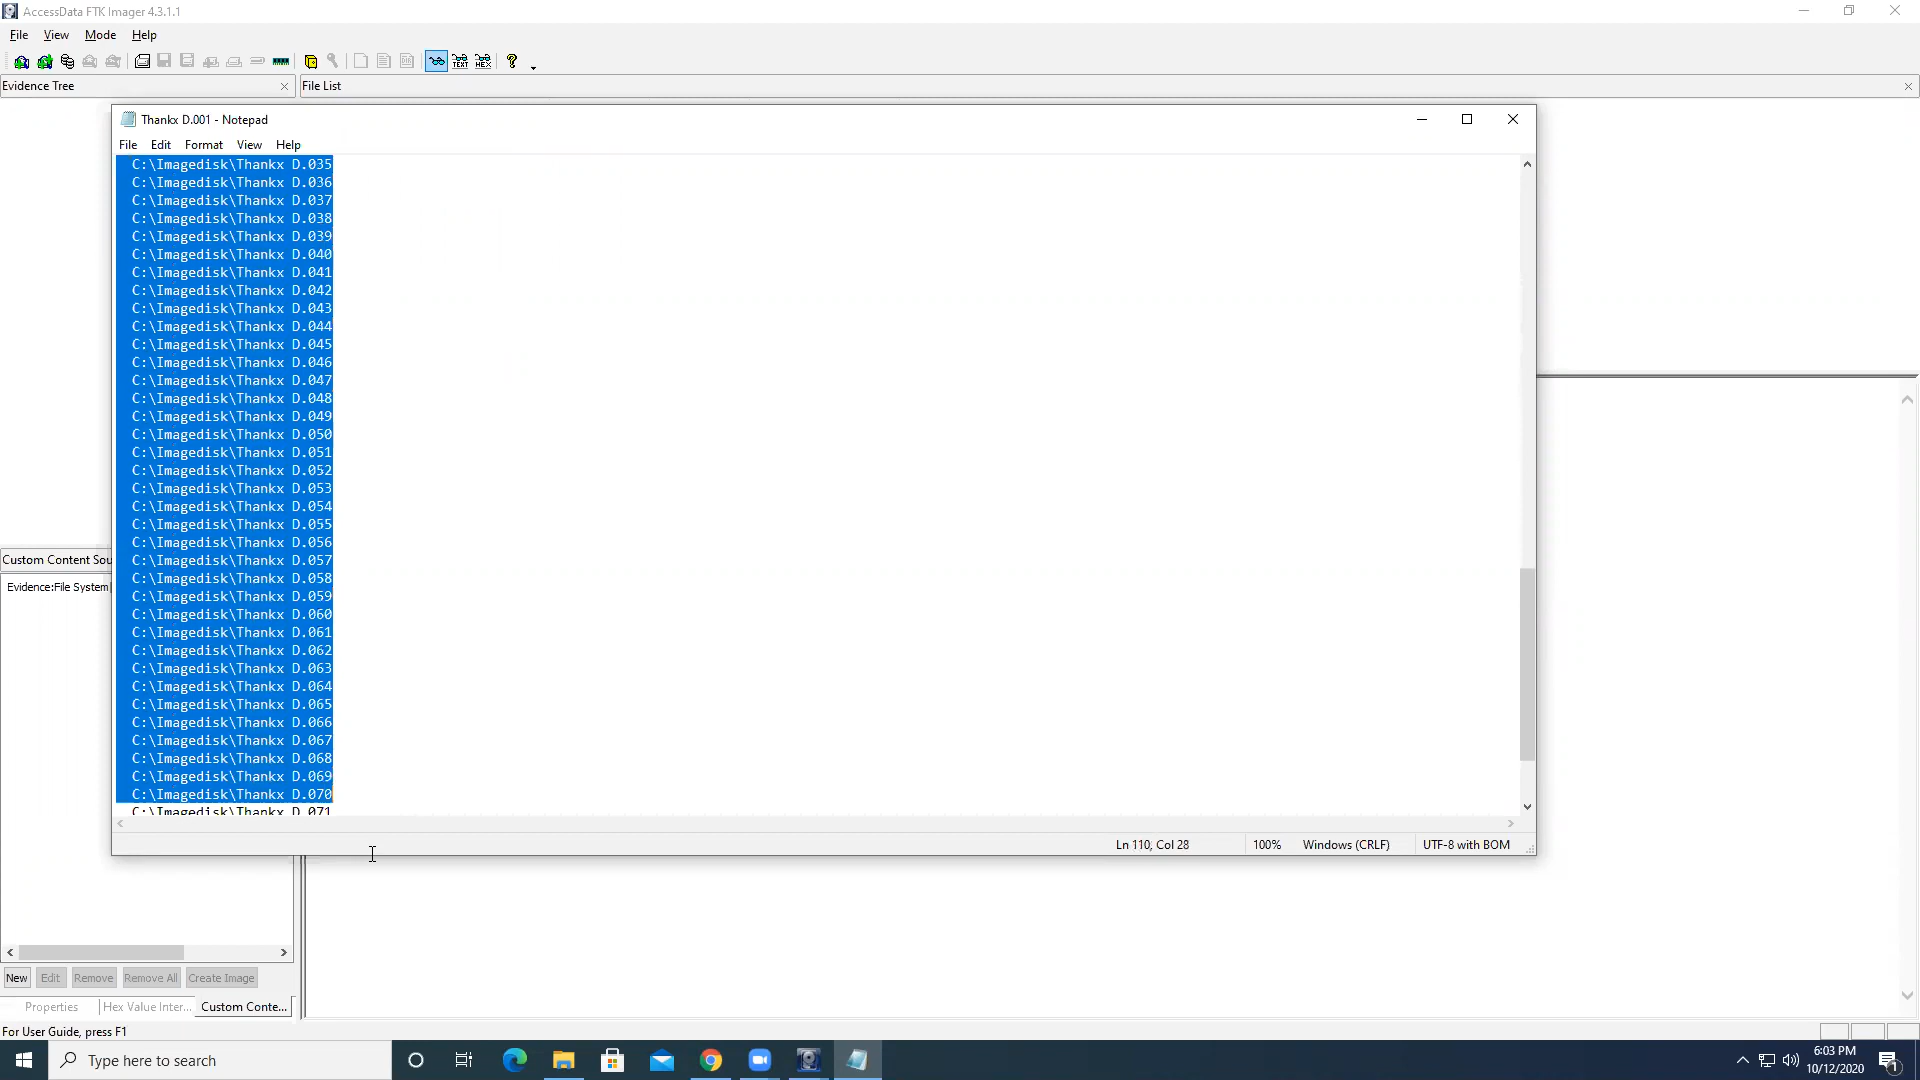 AccessData FTK Imager 4.3.1.1
File View Mode Help
Evidence Tree
File List
Thankx D.001 - Notepad
File Edit Format View Help
C:\Imagedisk\Thankx D.035
C:\Imagedisk\Thankx D.036
C:\Imagedisk\Thankx D.037
C:\Imagedisk\Thankx D.038
C:\Imagedisk\Thankx D.039
C:\Imagedisk\Thankx D.040
C:\Imagedisk\Thankx D.041
C:\Imagedisk\Thankx D.042
C:\Imagedisk\Thankx D.043
C:\Imagedisk\Thankx D.044
C:\Imagedisk\Thankx D.045
C:\Imagedisk\Thankx D.046
C:\Imagedisk\Thankx D.047
C:\Imagedisk\Thankx D.048
C:\Imagedisk\Thankx D.049
C:\Imagedisk\Thankx D.050
C:\Imagedisk\Thankx D.051
C:\Imagedisk\Thankx D.052
C:\Imagedisk\Thankx D.053
C:\Imagedisk\Thankx D.054
C:\Imagedisk\Thankx D.055
C:\Imagedisk\Thankx D.056
C:\Imagedisk\Thankx D.057
C:\Imagedisk\Thankx D.058
C:\Imagedisk\Thankx D.059
C:\Imagedisk\Thankx D.060
C:\Imagedisk\Thankx D.061
C:\Imagedisk\Thankx D.062
C:\Imagedisk\Thankx D.063
C:\Imagedisk\Thankx D.064
C:\Imagedisk\Thankx D.065
C:\Imagedisk\Thankx D.066
C:\Imagedisk\Thankx D.067
C:\Imagedisk\Thankx D.068
C:\Imagedisk\Thankx D.069
C:\Imagedisk\Thankx D.070
C:\Imagedisk\Thankx D.071
Ln 110, Col 28
100%
Windows (CRLF)
UTF-8 with BOM
Custom Content Sou
Evidence:File System|
New Edit Remove Remove All Create Image
Properties Hex Value Inter... Custom Conte...
For User Guide, press F1
Type here to search
6:03 PM
10/12/2020
1
TEXT
HEX
DIR